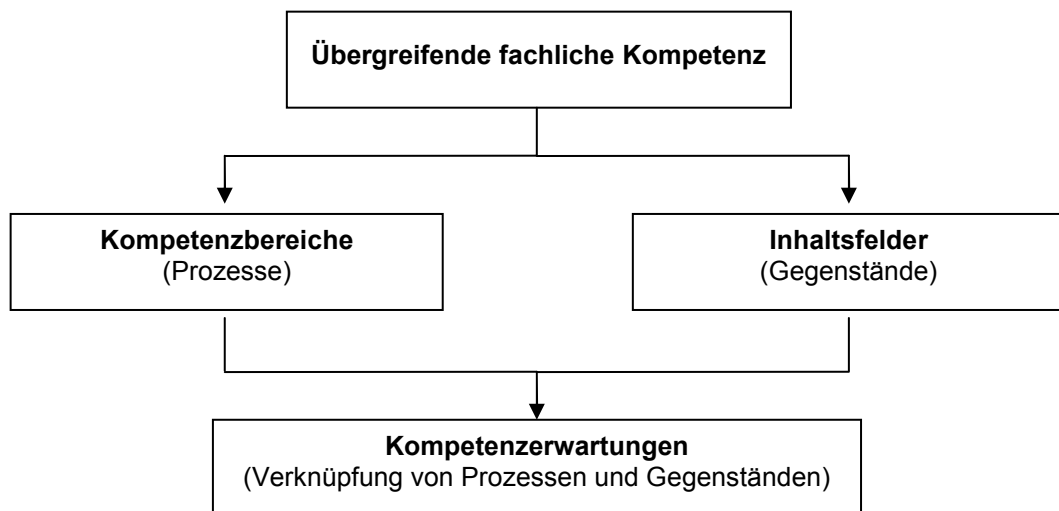 Übergreifende fachliche Kompetenz
Kompetenzbereiche
(Prozesse)
Inhaltsfelder
(Gegenstände)
Kompetenzerwartungen
(Verknüpfung von Prozessen und Gegenständen)